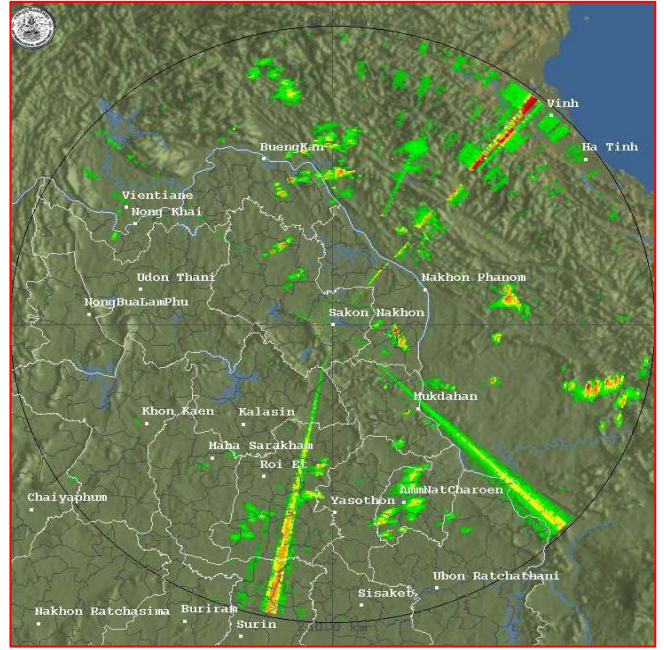 Vinh
Ha Tinh
BuengKan
Vientiane
Nong Khai
Udon Thani
Nakhon Phanom
NongBuaLamPhu
Sakon Nakhon
Mukdahan
Khon Kaen
Kalasin
Maha Sarakham
Roi Et
Chaiyaphum
AmmNatCharoen
Yasothon
Ubon Ratchathani
Sisaket
Nakhon Ratchasima
Buriram
Surin